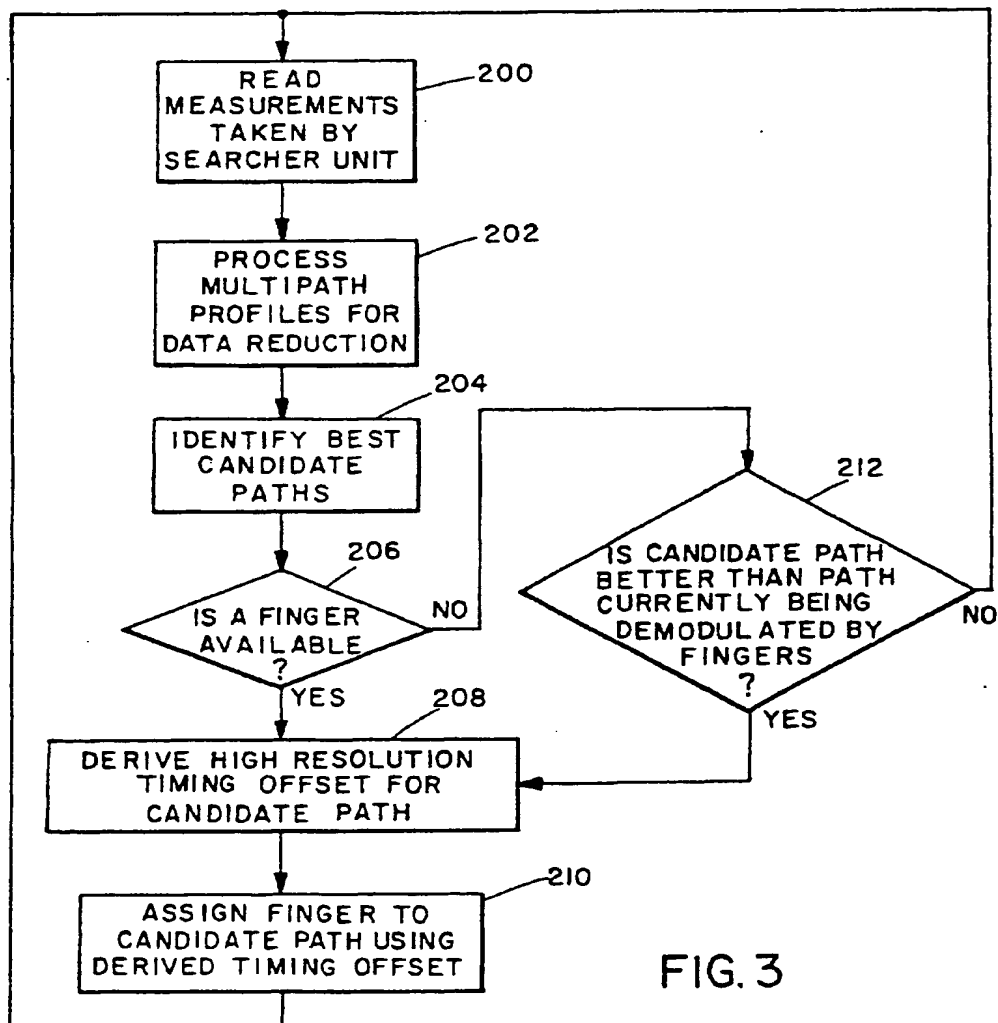 200
READ
MEASUREMENTS
TAKEN BY
SEARCHER UNIT
202
PROCESS
MULTIPATH
PROFILES FOR
DATA REDUCTION
204
IDENTIFY BEST
CANDIDATE
PATHS
206
IS A FINGER
AVAILABLE
?
NO
YES
212
IS CANDIDATE PATH
BETTER THAN PATH
CURRENTLY BEING
DEMODULATED BY
FINGERS
?
NO
YES
208
DERIVE HIGH RESOLUTION
TIMING OFFSET FOR
CANDIDATE PATH
210
ASSIGN FINGER TO
CANDIDATE PATH USING
DERIVED TIMING OFFSET
FIG. 3